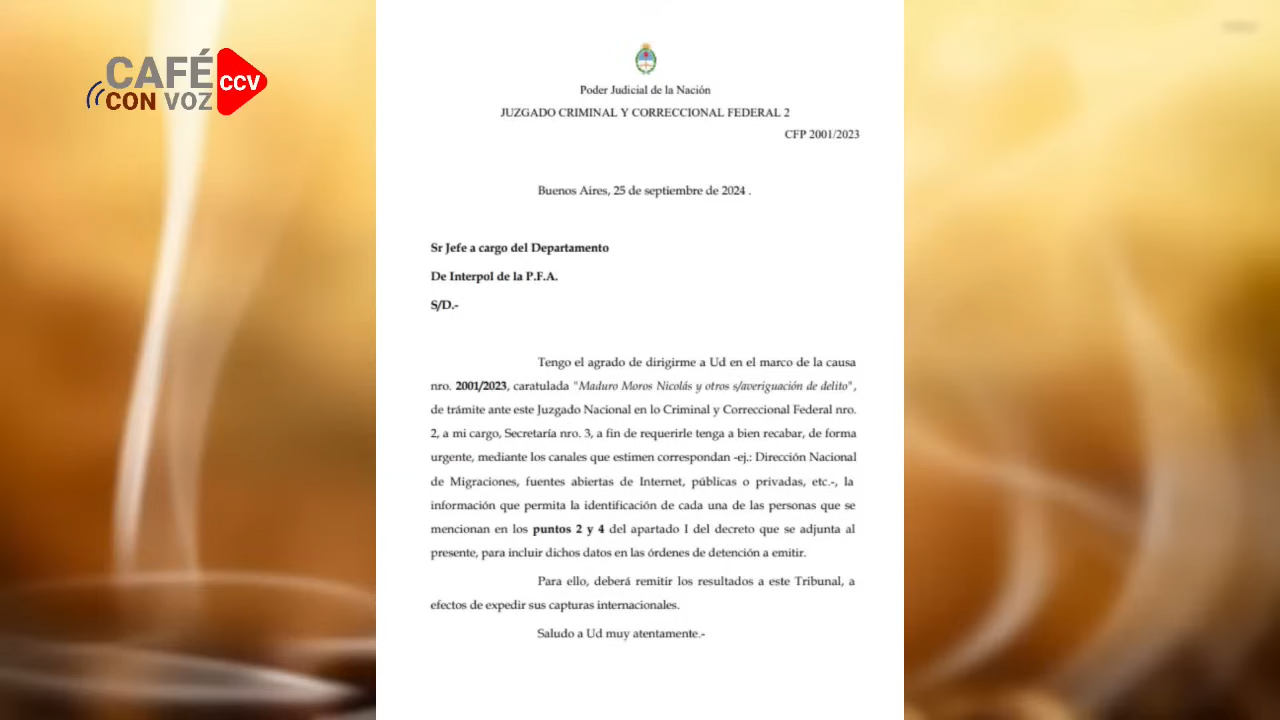 CAFÉ
CON VOZ
CCV
Poder Judicial de la Nación
JUZGADO CRIMINAL Y CORRECCIONAL FEDERAL 2
CFP 2001/2023
Buenos Aires, 25 de septiembre de 2024 .
Sr Jefe a cargo del Departamento
De Interpol de la P.F.A.
S/D.-
Tengo el agrado de dirigirme a Ud en el marco de la causa
nro. 2001/2023, caratulada "Maduro Moros Nicolás y otros s/averiguación de delito",
de trámite ante este Juzgado Nacional en lo Criminal y Correccional Federal nro.
2, a mi cargo, Secretaría nro. 3, a fin de requerirle tenga a bien recabar, de forma
urgente, mediante los canales que estimen correspondan -ej.: Dirección Nacional
de Migraciones, fuentes abiertas de Internet, públicas o privadas, etc.-, la
información que permita la identificación de cada una de las personas que se
mencionan en los puntos 2 y 4 del apartado I del decreto que se adjunta al
presente, para incluir dichos datos en las órdenes de detención a emitir.
Para ello, deberá remitir los resultados a este Tribunal, a
efectos de expedir sus capturas internacionales.
Saludo a Ud muy atentamente.-